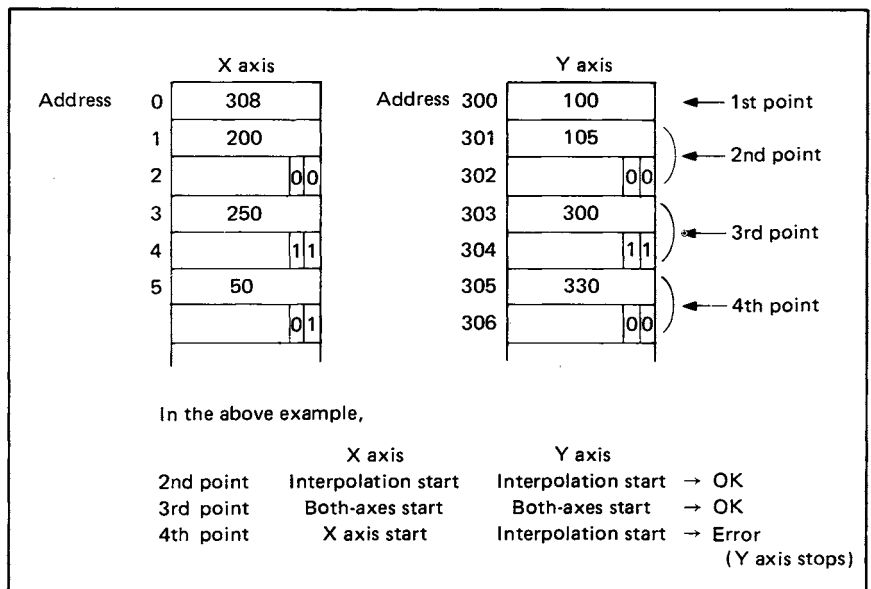 X axis Y axis
Address 0 308 Address 300 100 ← 1st point
1 200 301 105
← 2nd point
2 0 0 302 0 0
3 250 303 300
← 3rd point
4 1 1 304 1 1
5 50 305 330
← 4th point
0 1 306 0 0
In the above example,
X axis Y axis
2nd point Interpolation start Interpolation start → OK
3rd point Both-axes start Both-axes start → OK
4th point X axis start Interpolation start → Error
(Y axis stops)